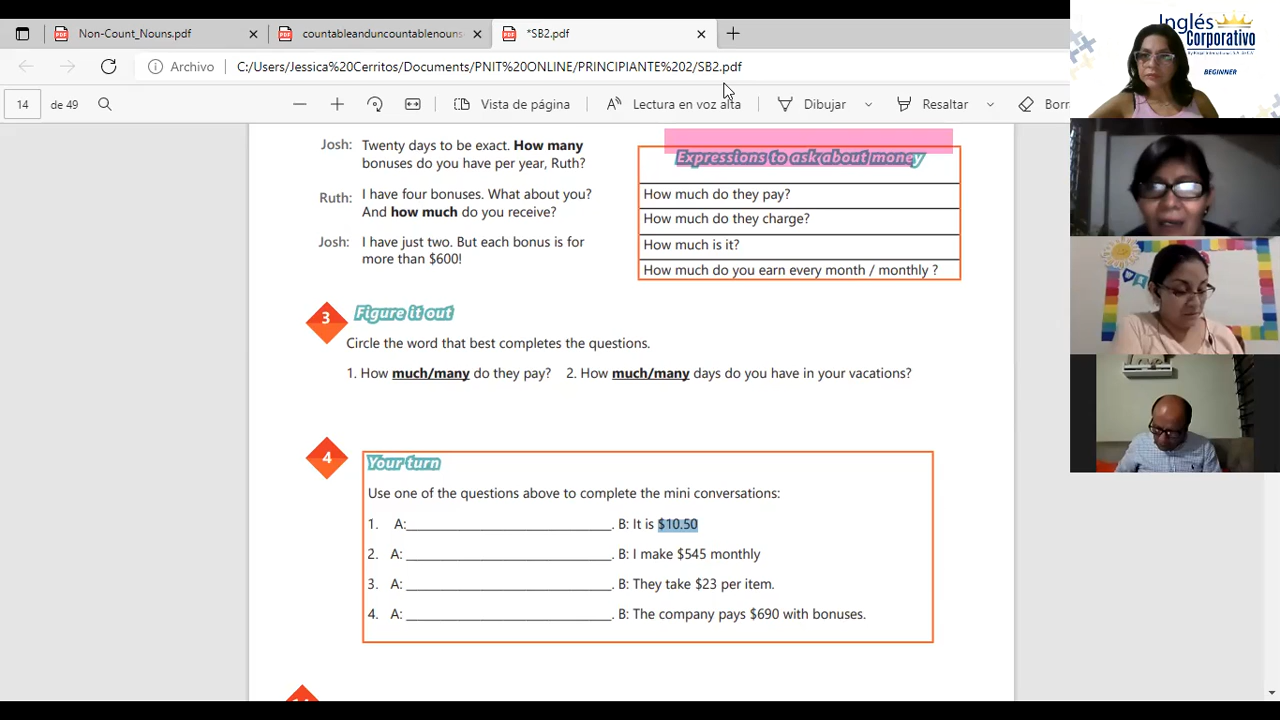 Non-Count_Nouns.pdf
countableanduncountablenouns-
*SB2.pdf
Archivo
C:/Users/Jessica%20Cerritos/Documents/INIT%20ONLINE/PRINCIPIANTE%202/SB2.pdf
14 de 49
Vista de página
Lectura en voz alta
Dibujar
Resaltar
Borr
Josh: Twenty days to be exact. How many
bonuses do you have per year, Ruth?
Ruth: I have four bonuses. What about you?
And how much do you receive?
Josh: I have just two. But each bonus is for
more than $600!
Expressions to ask about money
How much do they pay?
How much do they charge?
How much is it?
How much do you earn every month / monthly ?
3 Figure it out
Circle the word that best completes the questions.
1. How much/many do they pay? 2. How much/many days do you have in your vacations?
4 Your turn
Use one of the questions above to complete the mini conversations:
1. A:______________________________. B: It is $10.50
2. A: ______________________________. B: I make $545 monthly
3. A: ______________________________. B: They take $23 per item.
4. A: ______________________________. B: The company pays $690 with bonuses.
Inglés
Corporativo
BEGINNER